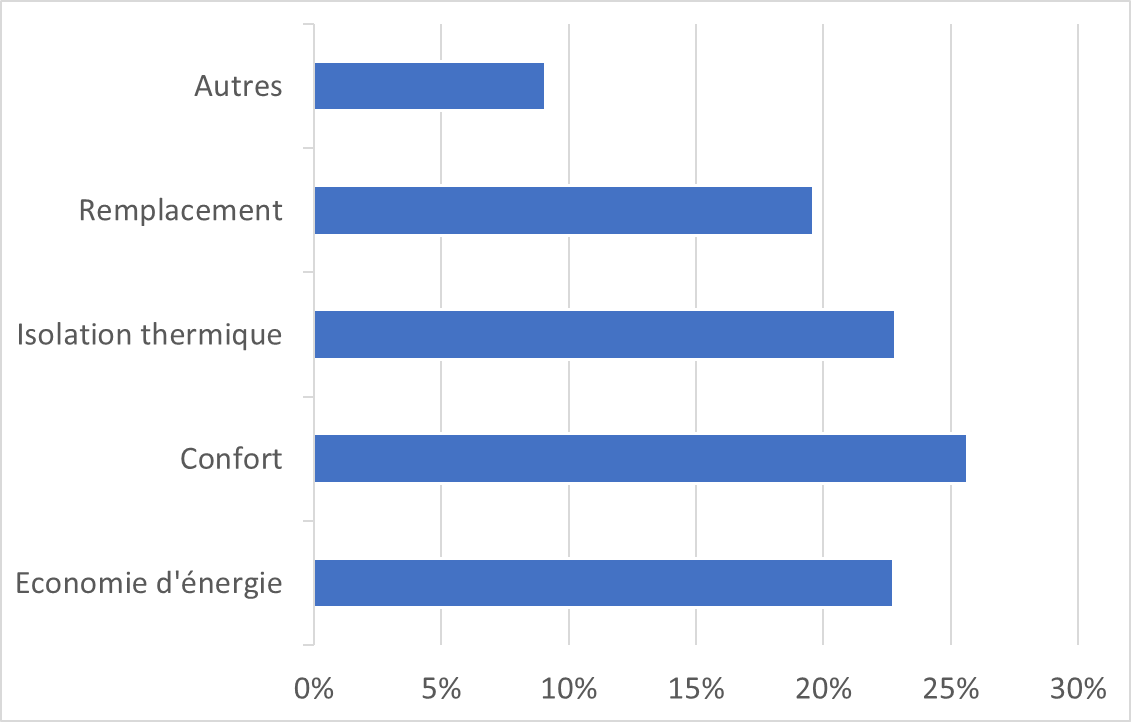 Autres
Remplacement
Isolation thermique
Confort
Economie d'énergie
0% 5% 10% 15% 20% 25% 30%